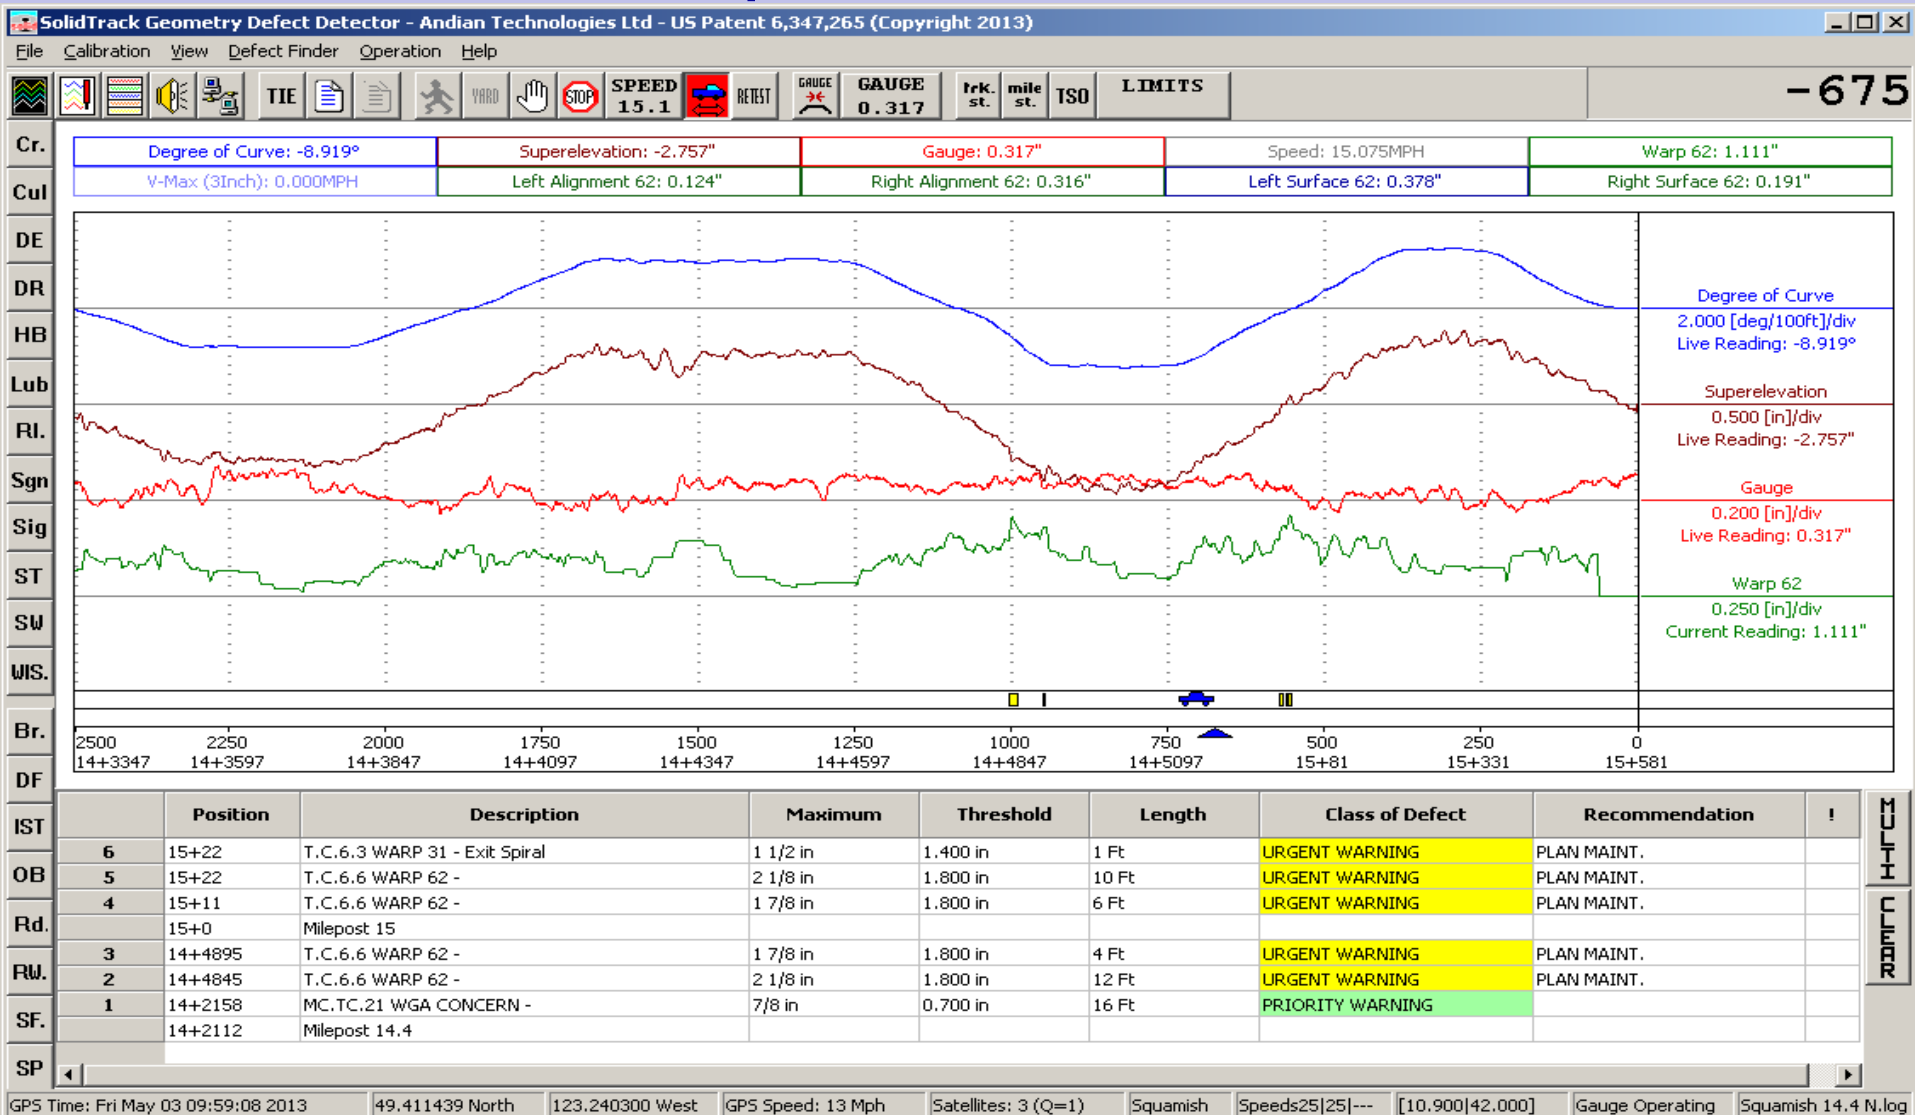 SolidTrack Geometry Defect Detector - Andian Technologies Ltd - US Patent 6,347,265 (Copyright 2013)
File Calibration View Defect Finder Operation Help
TIE YARD STOP SPEED 15.1 RETEST GAUGE GAUGE 0.317 trk. st. mile st. TSO LIMITS -675
Cr.
Cul
DE
DR
HB
Lub
RI.
Sgn
Sig
ST
SW
WIS.
Br.
DF
IST
OB
Rd.
RW.
SF.
SP
Degree of Curve: -8.919° Superelevation: -2.757" Gauge: 0.317" Speed: 15.075MPH Warp 62: 1.111"
V-Max (3Inch): 0.000MPH Left Alignment 62: 0.124" Right Alignment 62: 0.316" Left Surface 62: 0.378" Right Surface 62: 0.191"
Degree of Curve
2.000 [deg/100ft]/div
Live Reading: -8.919°
Superelevation
0.500 [in]/div
Live Reading: -2.757"
Gauge
0.200 [in]/div
Live Reading: 0.317"
Warp 62
0.250 [in]/div
Current Reading: 1.111"
2500 2250 2000 1750 1500 1250 1000 750 500 250 0
14+3347 14+3597 14+3847 14+4097 14+4347 14+4597 14+4847 14+5097 15+81 15+331 15+581
Position Description Maximum Threshold Length Class of Defect Recommendation !
6 15+22 T.C.6.3 WARP 31 - Exit Spiral 1 1/2 in 1.400 in 1 Ft URGENT WARNING PLAN MAINT.
5 15+22 T.C.6.6 WARP 62 - 2 1/8 in 1.800 in 10 Ft URGENT WARNING PLAN MAINT.
4 15+11 T.C.6.6 WARP 62 - 1 7/8 in 1.800 in 6 Ft URGENT WARNING PLAN MAINT.
15+0 Milepost 15
3 14+4895 T.C.6.6 WARP 62 - 1 7/8 in 1.800 in 4 Ft URGENT WARNING PLAN MAINT.
2 14+4845 T.C.6.6 WARP 62 - 2 1/8 in 1.800 in 12 Ft URGENT WARNING PLAN MAINT.
1 14+2158 MC.TC.21 WGA CONCERN - 7/8 in 0.700 in 16 Ft PRIORITY WARNING
14+2112 Milepost 14.4
MULTI
CLEAR
GPS Time: Fri May 03 09:59:08 2013 49.411439 North 123.240300 West GPS Speed: 13 Mph Satellites: 3 (Q=1) Squamish Speeds25|25|--- [10.900|42.000] Gauge Operating Squamish 14.4 N.log